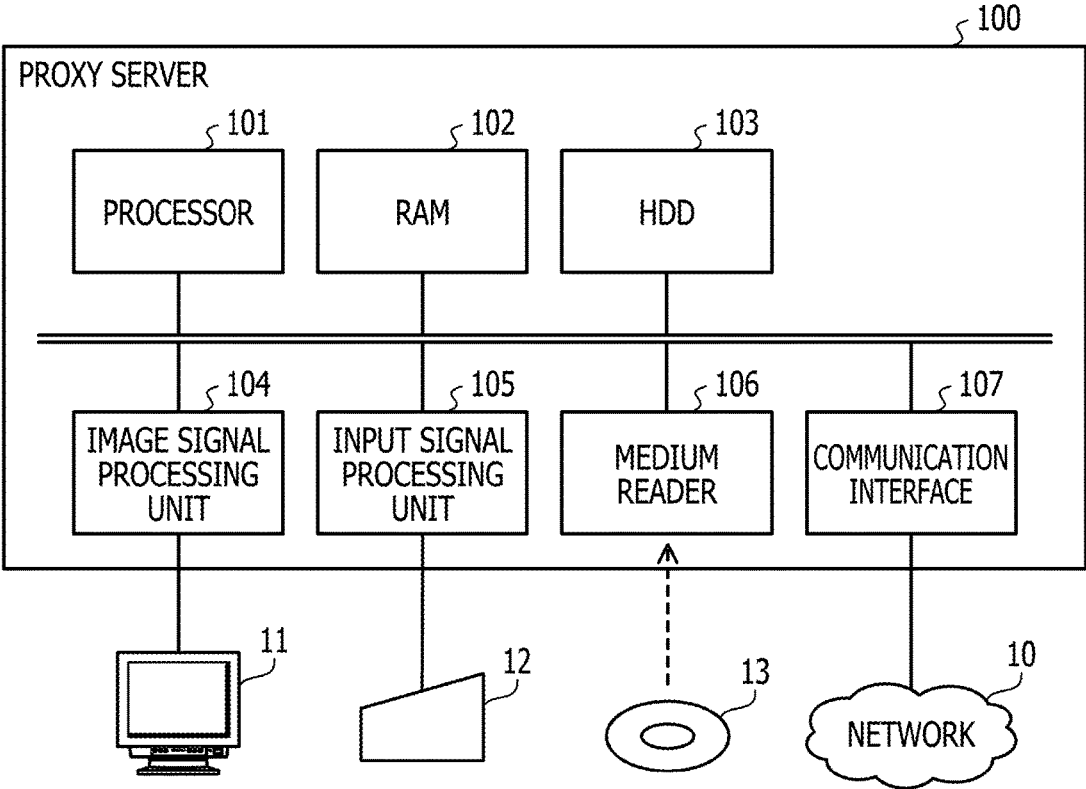 100
PROXY SERVER
101
102
103
PROCESSOR
RAM
HDD
104
105
106
107
IMAGE SIGNAL
PROCESSING
UNIT
INPUT SIGNAL
PROCESSING
UNIT
MEDIUM
READER
COMMUNICATION
INTERFACE
11
12
13
10
NETWORK